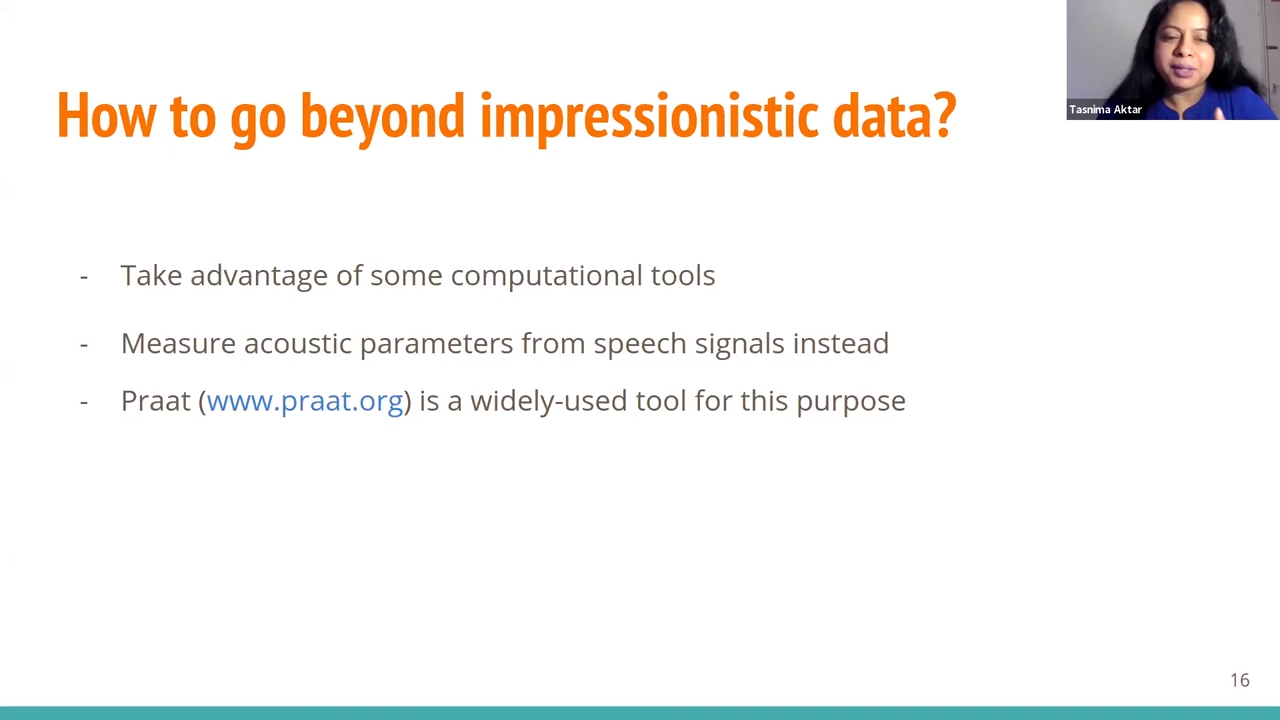 How to go beyond impressionistic data?
Tasnima Aktar
- Take advantage of some computational tools
- Measure acoustic parameters from speech signals instead
- Praat (www.praat.org) is a widely-used tool for this purpose
16